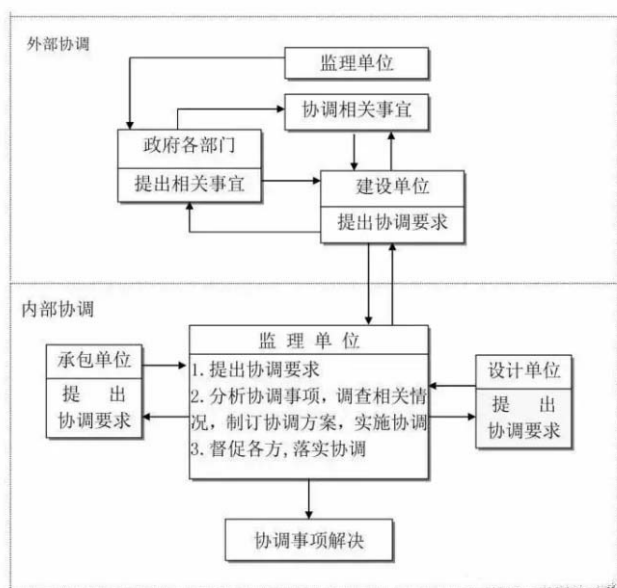 外部协调
监理单位
协调相关事宜
政府各部门
提出相关事宜
建设单位
提出协调要求
内部协调
监 理 单 位
1.提出协调要求
2.分析协调事项，调查相关情
况，制订协调方案，实施协调
3.督促各方,落实协调
承包单位
提 出
协调要求
设计单位
提 出
协调要求
协调事项解决